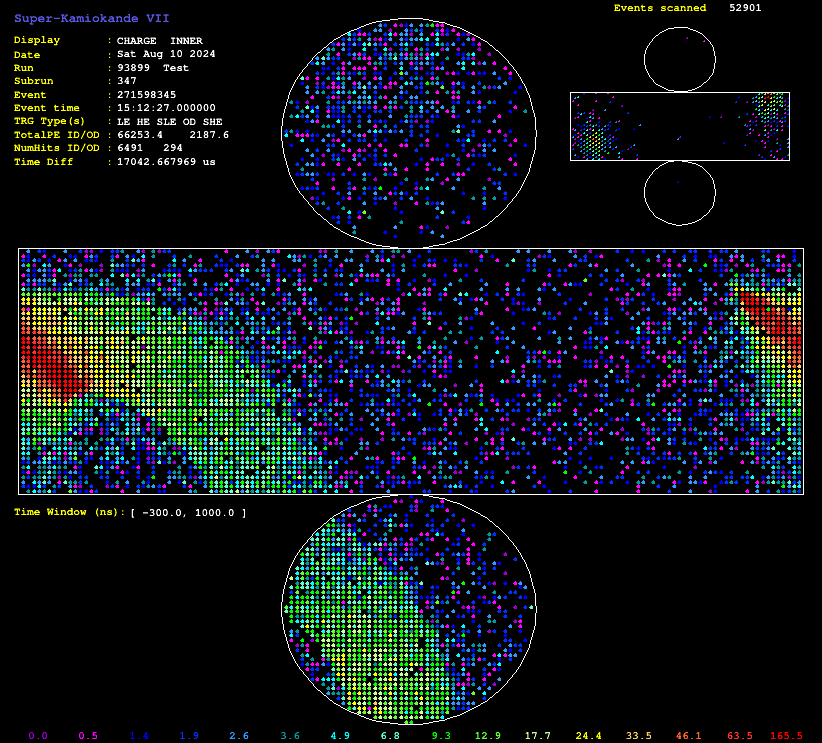 Super-Kamiokande VII
Events scanned 52901
Display : CHARGE INNER
Date : Sat Aug 10 2024
Run : 93899 Test
Subrun : 347
Event : 271598345
Event time : 15:12:27.000000
TRG Type(s) : LE HE SLE OD SHE
TotalPE ID/OD : 66253.4 2187.6
NumHits ID/OD : 6491 294
Time Diff : 17042.667969 us
Time Window (ns): [ -300.0, 1000.0 ]
0.0 0.5 1.4 1.9 2.6 3.6 4.9 6.8 9.3 12.9 17.7 24.4 33.5 46.1 63.5 165.5